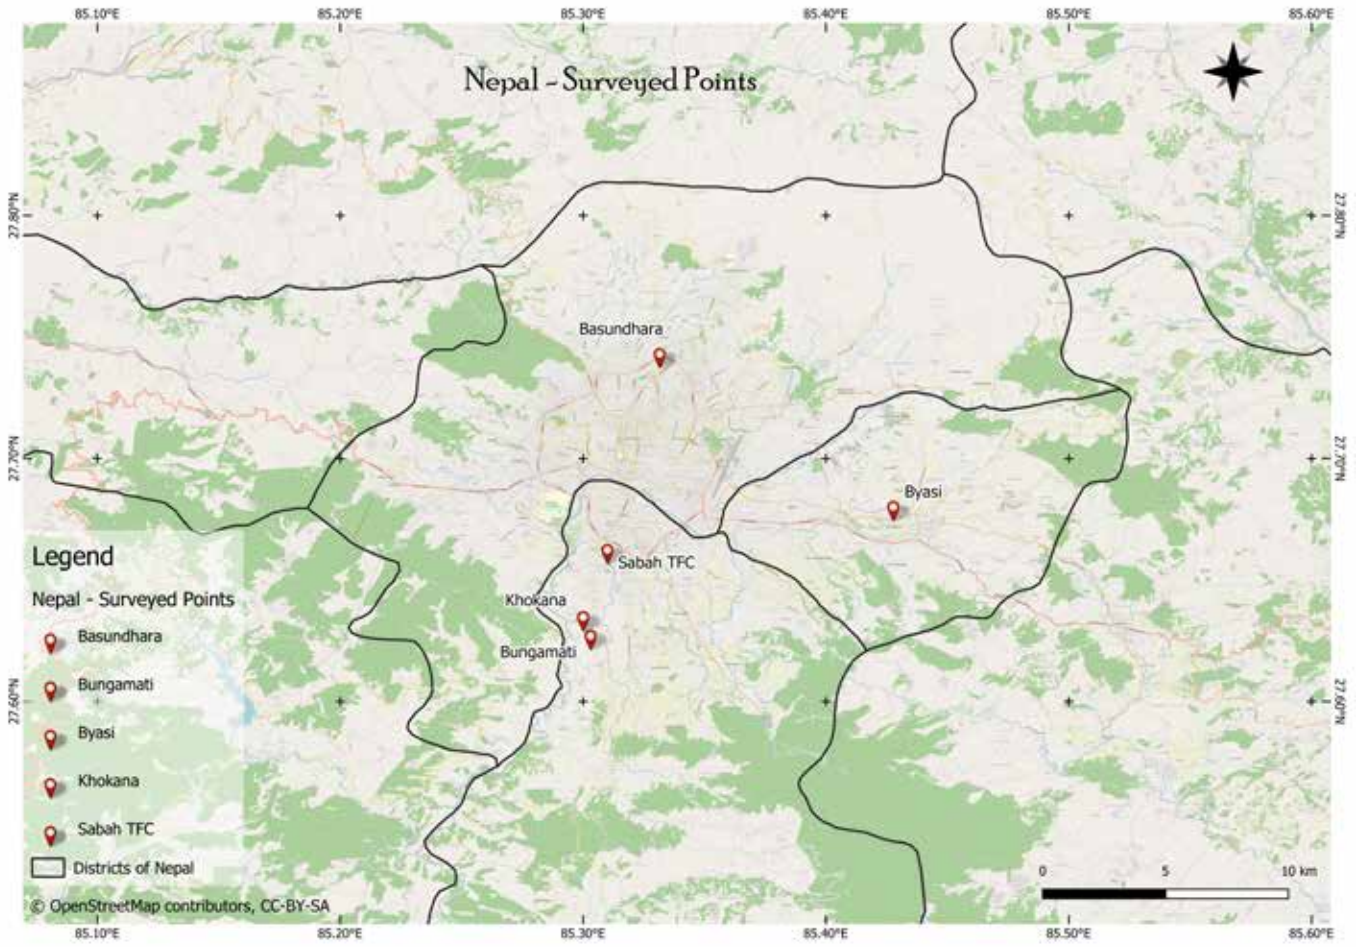 85.10°E 85.20°E 85.30°E 85.40°E 85.50°E 85.60°E
Nepal - Surveyed Points
27.80°N 27.80°N
Basundhara
27.70°N 27.70°N
Byasi
Sabah TFC
Khokana
Bungamati
27.60°N 27.60°N
Legend
Nepal - Surveyed Points
Basundhara
Bungamati
Byasi
Khokana
Sabah TFC
Districts of Nepal
0 5 10 km
© OpenStreetMap contributors, CC-BY-SA
85.10°E 85.20°E 85.30°E 85.40°E 85.50°E 85.60°E